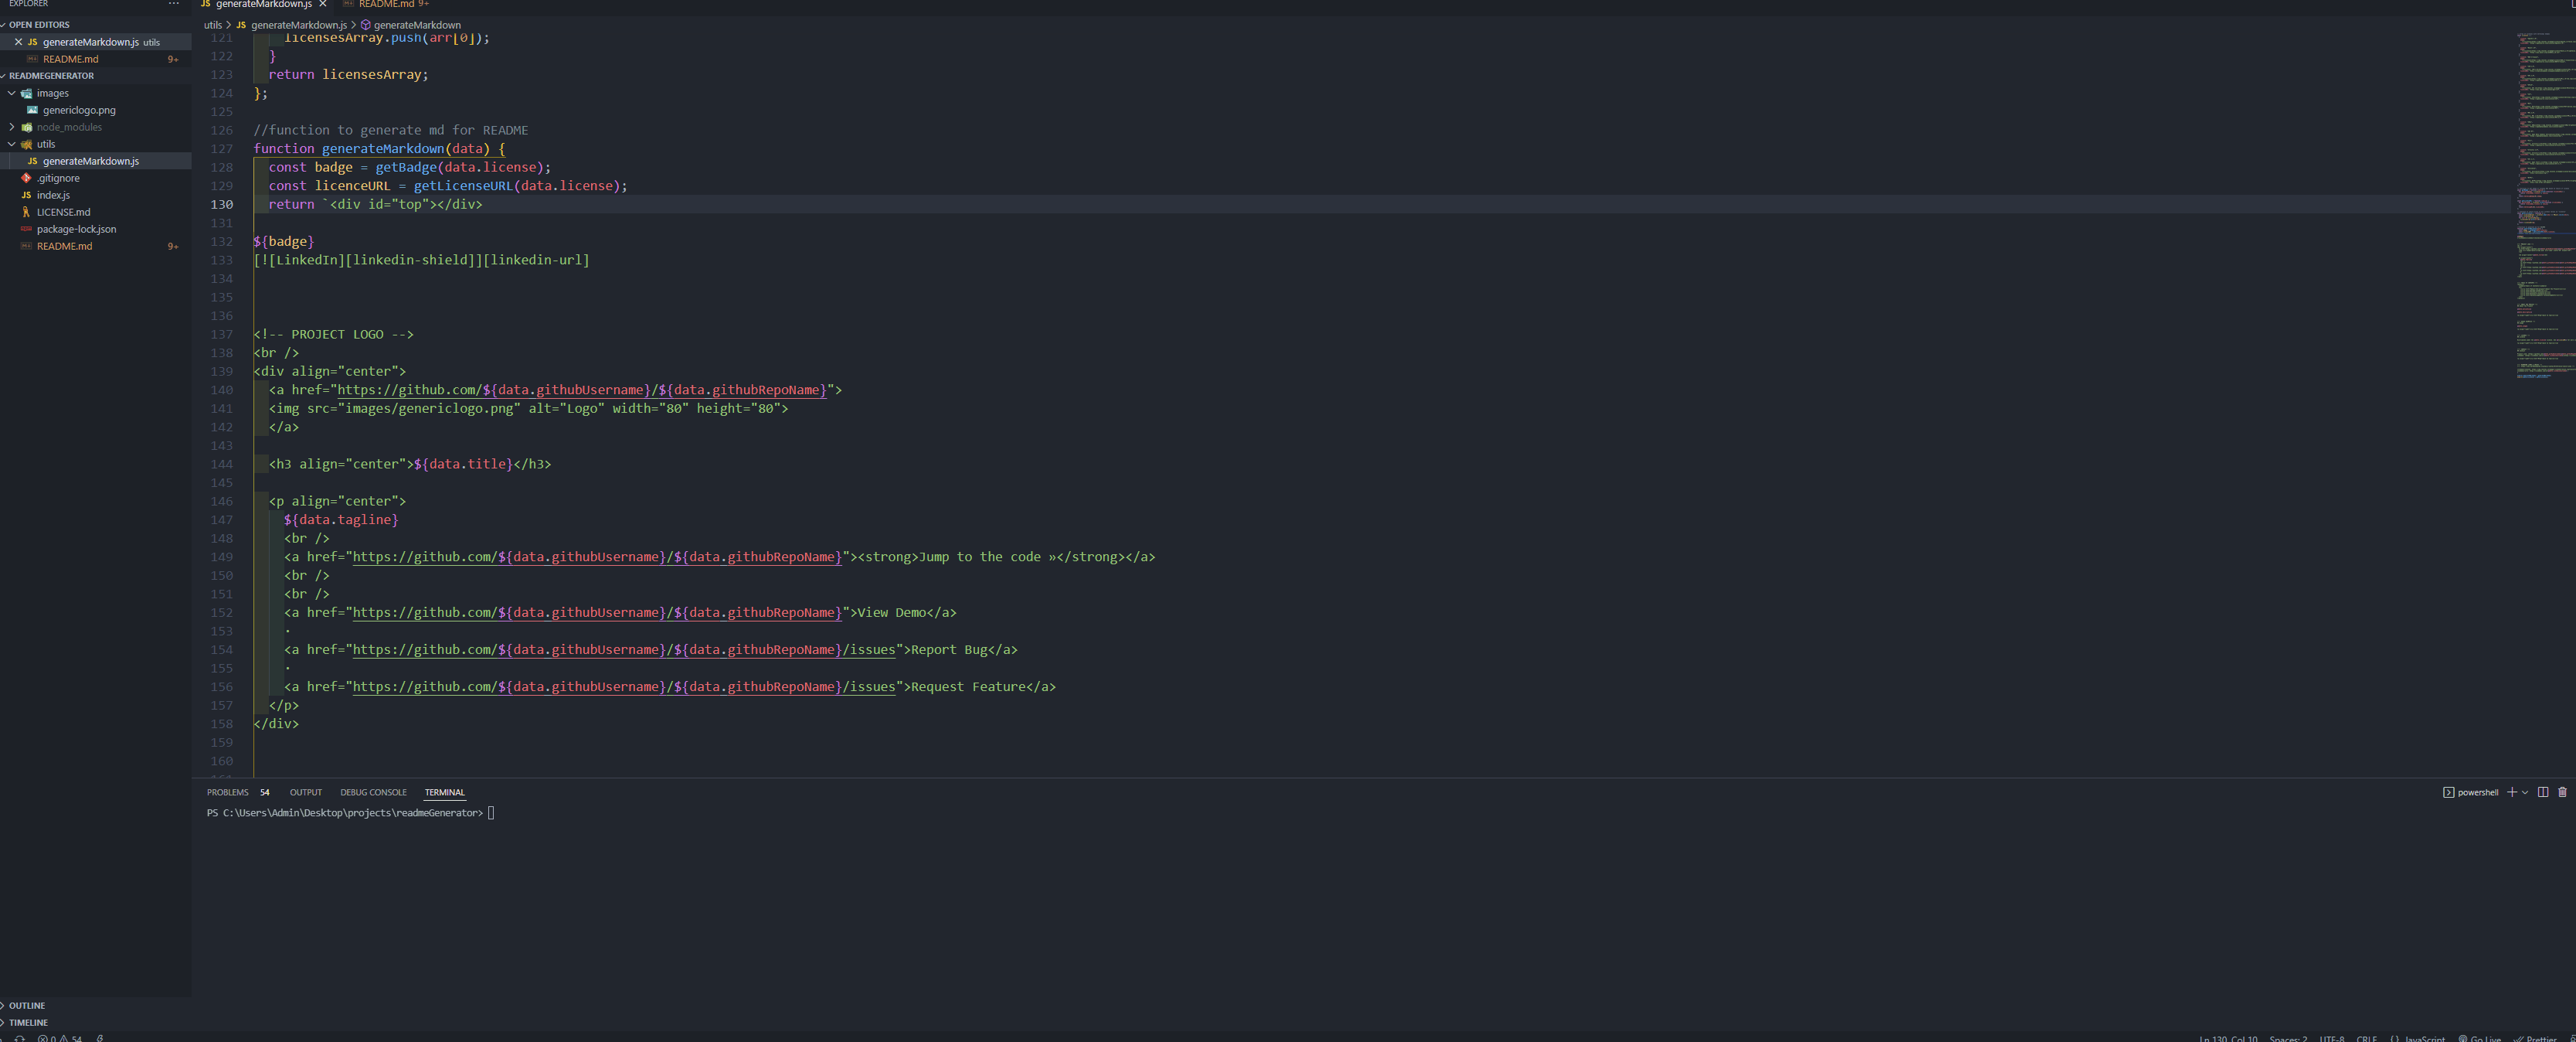 EXPLORER
···
JS generateMarkdown.js
README.md 9+
OPEN EDITORS
JS generateMarkdown.js utils
README.md 9+
READMEGENERATOR
images
genericlogo.png
node_modules
utils
JS generateMarkdown.js
.gitignore
JS index.js
LICENSE.md
package-lock.json
README.md 9+
OUTLINE
TIMELINE
utils > JS generateMarkdown.js > generateMarkdown
121 licensesArray.push(arr[0]);
122 }
123 return licensesArray;
124 };
125
126 //function to generate md for README
127 function generateMarkdown(data) {
128 const badge = getBadge(data.license);
129 const licenceURL = getLicenseURL(data.license);
130 return `<div id="top"></div>
131
132 ${badge}
133 [![LinkedIn][linkedin-shield]][linkedin-url]
134
135
136
137 <!-- PROJECT LOGO -->
138 <br />
139 <div align="center">
140 <a href="https://github.com/${data.githubUsername}/${data.githubRepoName}">
141 <img src="images/genericlogo.png" alt="Logo" width="80" height="80">
142 </a>
143
144 <h3 align="center">${data.title}</h3>
145
146 <p align="center">
147 ${data.tagline}
148 <br />
149 <a href="https://github.com/${data.githubUsername}/${data.githubRepoName}"><strong>Jump to the code »</strong></a>
150 <br />
151 <br />
152 <a href="https://github.com/${data.githubUsername}/${data.githubRepoName}">View Demo</a>
153 ·
154 <a href="https://github.com/${data.githubUsername}/${data.githubRepoName}/issues">Report Bug</a>
155 ·
156 <a href="https://github.com/${data.githubUsername}/${data.githubRepoName}/issues">Request Feature</a>
157 </p>
158 </div>
159
160
PROBLEMS 54 OUTPUT DEBUG CONSOLE TERMINAL
powershell
PS C:\Users\Admin\Desktop\projects\readmeGenerator>
0 54
Ln 130, Col 10 Spaces: 2 UTF-8 CRLF {} JavaScript Go Live Prettier